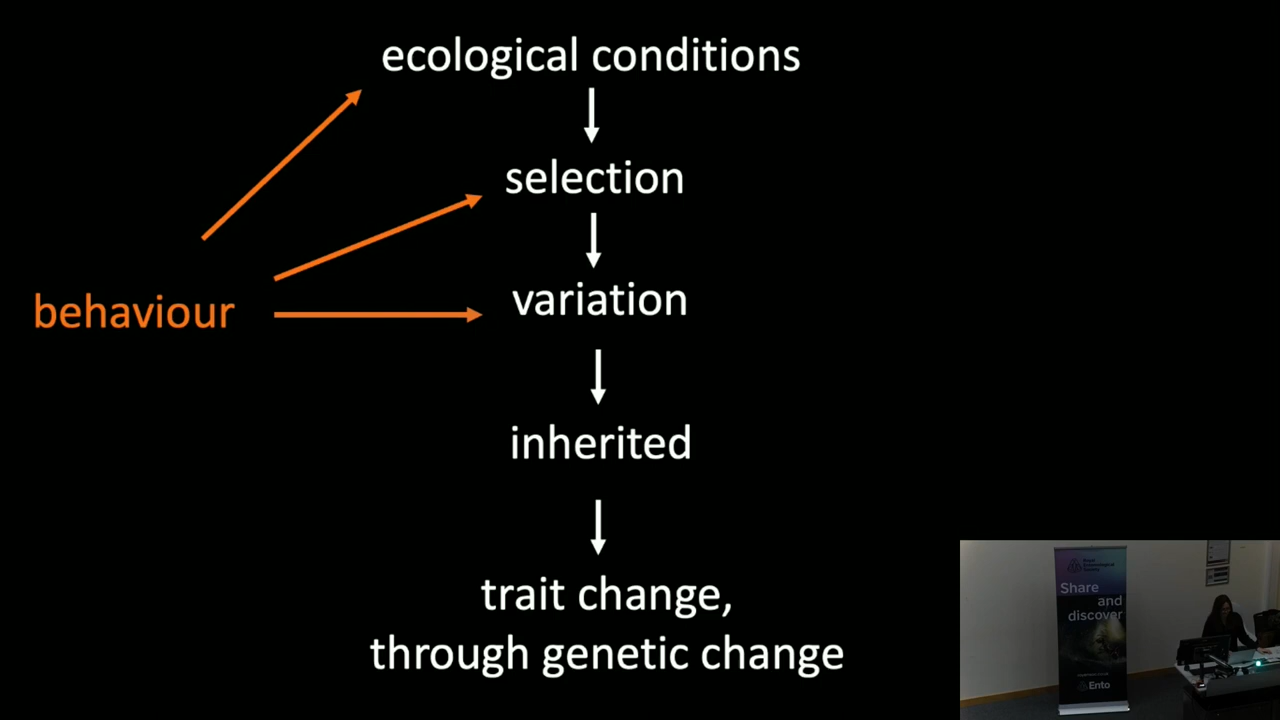 ecological conditions
selection
variation
behaviour
inherited
trait change,
through genetic change
Share
and
discover
Ento